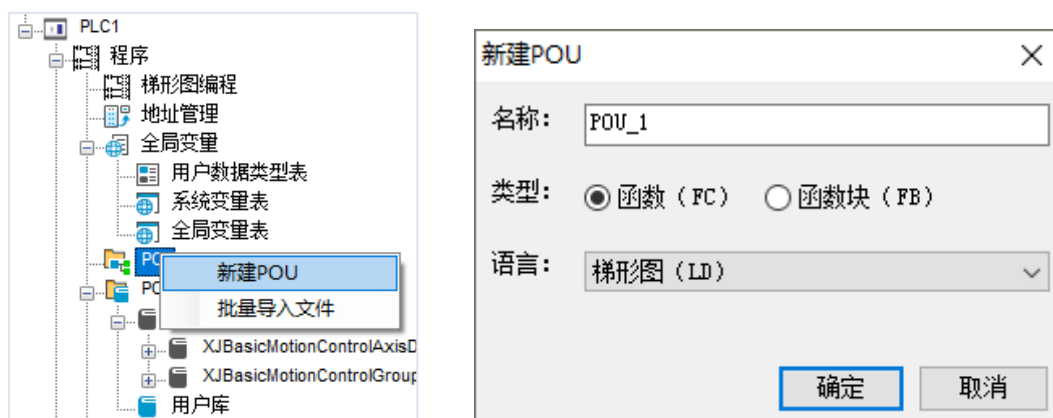 PLC1
程序
梯形图编程
地址管理
全局变量
用户数据类型表
系统变量表
全局变量表
新建POU
批量导入文件
XJBasicMotionControlAxisD
XJBasicMotionControlGroup
用户库
新建POU
名称:
POU_1
类型:
函数 (FC)
函数块 (FB)
语言:
梯形图 (LD)
确定
取消